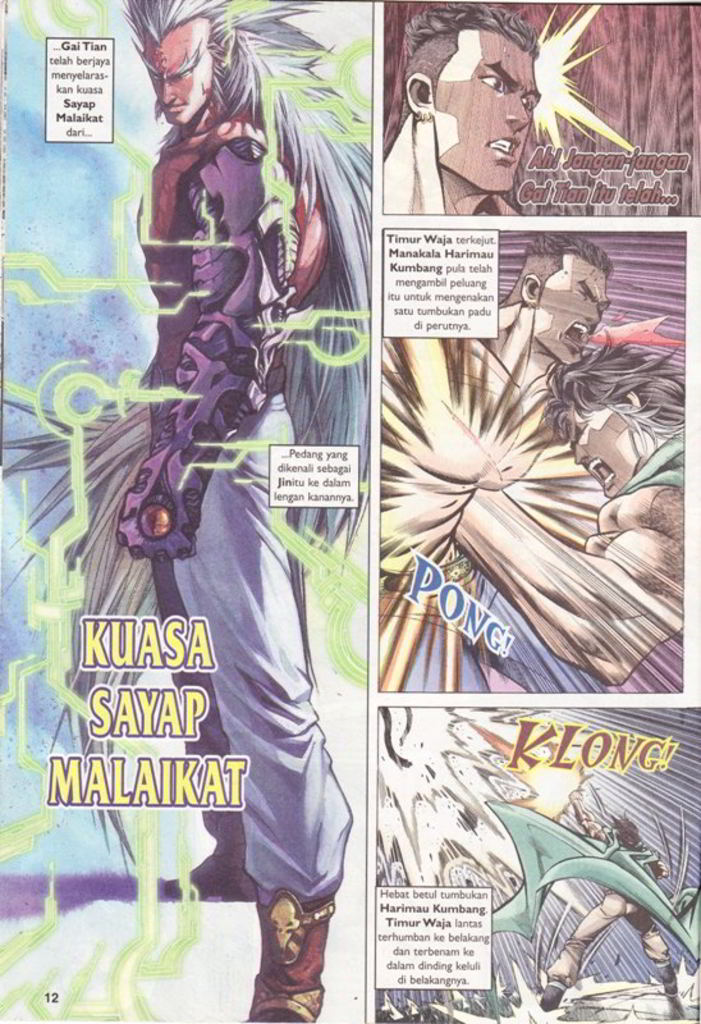 ...Gai Tian
telah berjaya
menyelaras-
kan kuasa
Sayap
Malaikat
dari...
...Pedang yang
dikenali sebagai
Jinitu ke dalam
lengan kanannya.
KUASA
SAYAP
MALAIKAT
12
Ah! Jangan-jangan
Gai Tian itu telah...
Timur Waja terkejut.
Manakala Harimau
Kumbang pula telah
mengambil peluang
itu untuk mengenakan
satu tumbukan padu
di perutnya.
PONG!
KLONG!
Hebat betul tumbukan
Harimau Kumbang.
Timur Waja lantas
terhumban ke belakang
dan terbenam ke
dalam dinding keluli
di belakangnya.